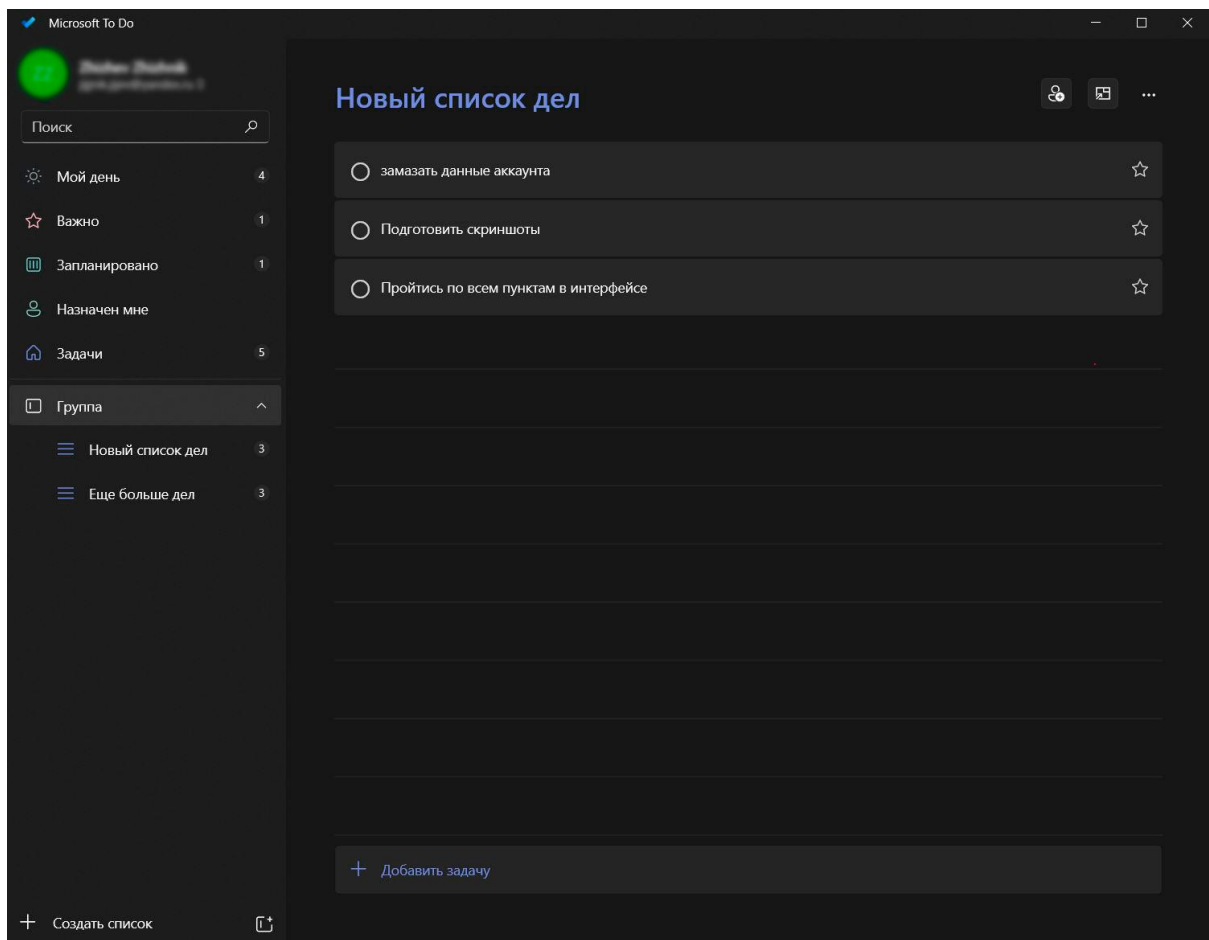 Microsoft To Do
Поиск
Мой день 4
Важно 1
Запланировано 1
Назначен мне
Задачи 5
Группа
Новый список дел 3
Еще больше дел 3
Создать список
Новый список дел
замазать данные аккаунта
Подготовить скриншоты
Пройтись по всем пунктам в интерфейсе
Добавить задачу